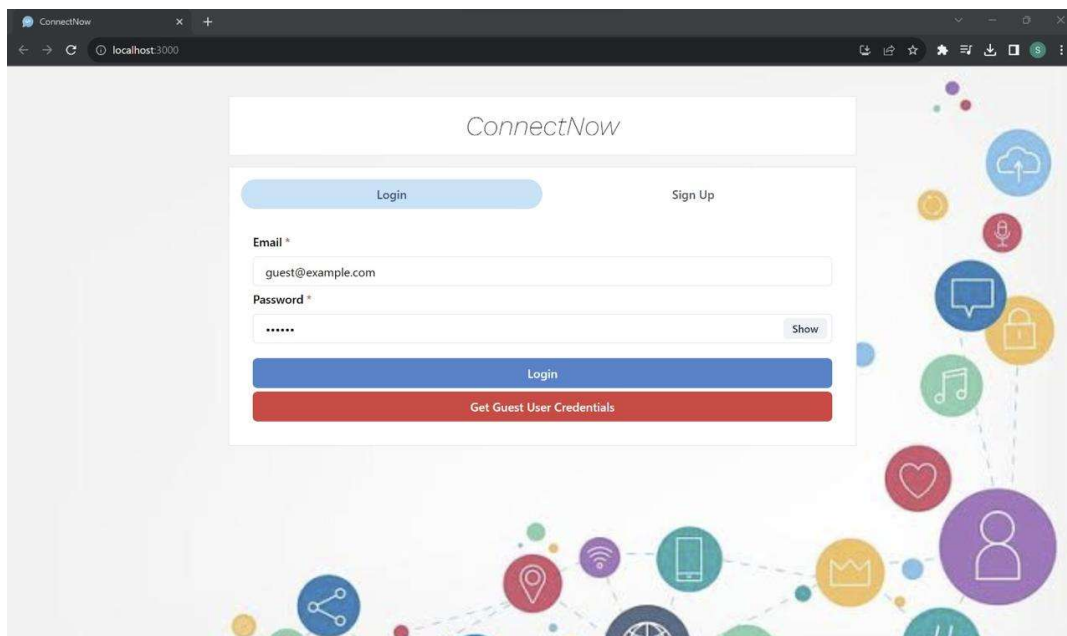 ConnectNow
localhost:3000
S
ConnectNow
Login
Sign Up
Email *
guest@example.com
Password *
••••••
Show
Login
Get Guest User Credentials
#